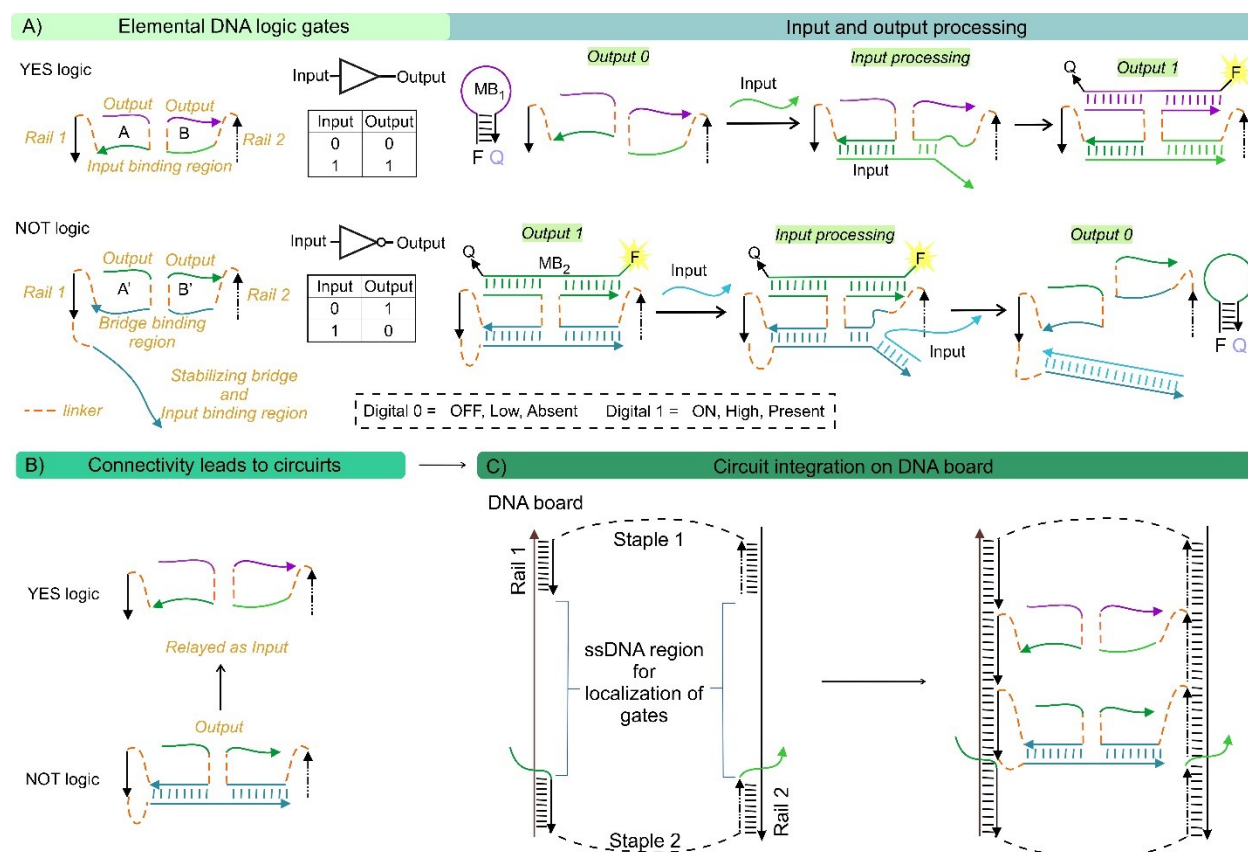 A) Elemental DNA logic gates
Input and output processing
YES logic
Output Output
Rail 1 A B Rail 2
Input binding region
Input Output
Input Output
0 0
1 1
MB1
F Q
Output 0
Input
Input processing
Input
Output 1
Q F
NOT logic
Output Output
Rail 1 A' B' Rail 2
Bridge binding
region
Stabilizing bridge
and
Input binding region
linker
Input Output
Input Output
0 1
1 0
Output 1
Q MB2 F
Input
Input processing
F
Input
Output 0
F Q
Digital 0 = OFF, Low, Absent Digital 1 = ON, High, Present
B) Connectivity leads to circuirts
YES logic
Relayed as Input
Output
NOT logic
C) Circuit integration on DNA board
DNA board
Rail 1
Staple 1
ssDNA region
for
localization of
gates
Rail 2
Staple 2